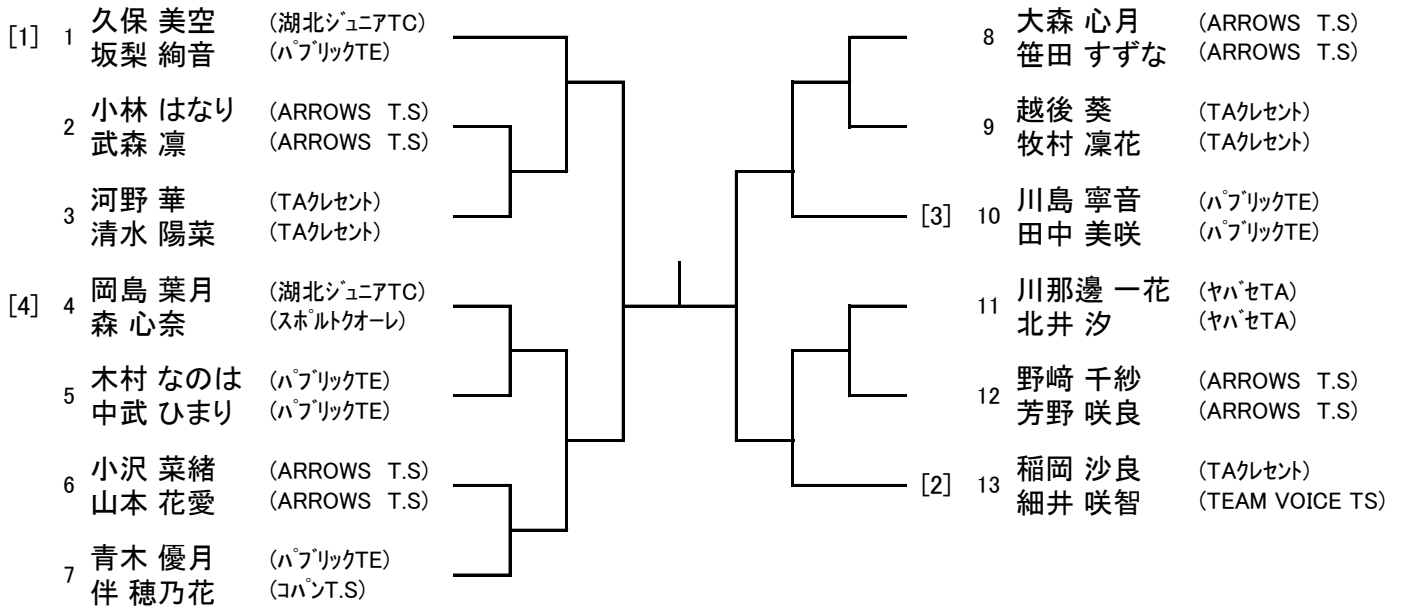 [1] 1 久保 美空 (湖北ｼﾞｭﾆｱTC)
坂梨 絢音 (ﾊﾟﾌﾞﾘｯｸTE)
2 小林 はなり (ARROWS T.S)
武森 凛 (ARROWS T.S)
3 河野 華 (TAｸﾚｾﾝﾄ)
清水 陽菜 (TAｸﾚｾﾝﾄ)
[4] 4 岡島 葉月 (湖北ｼﾞｭﾆｱTC)
森 心奈 (ｽﾎﾟﾙﾄｸｵｰﾚ)
5 木村 なのは (ﾊﾟﾌﾞﾘｯｸTE)
中武 ひまり (ﾊﾟﾌﾞﾘｯｸTE)
6 小沢 菜緒 (ARROWS T.S)
山本 花愛 (ARROWS T.S)
7 青木 優月 (ﾊﾟﾌﾞﾘｯｸTE)
伴 穂乃花 (ｺﾊﾟﾝT.S)
8 大森 心月 (ARROWS T.S)
笹田 すずな (ARROWS T.S)
9 越後 葵 (TAｸﾚｾﾝﾄ)
牧村 凜花 (TAｸﾚｾﾝﾄ)
[3] 10 川島 寧音 (ﾊﾟﾌﾞﾘｯｸTE)
田中 美咲 (ﾊﾟﾌﾞﾘｯｸTE)
11 川那邊 一花 (ﾔﾊﾞｾTA)
北井 汐 (ﾔﾊﾞｾTA)
12 野﨑 千紗 (ARROWS T.S)
芳野 咲良 (ARROWS T.S)
[2] 13 稲岡 沙良 (TAｸﾚｾﾝﾄ)
細井 咲智 (TEAM VOICE TS)